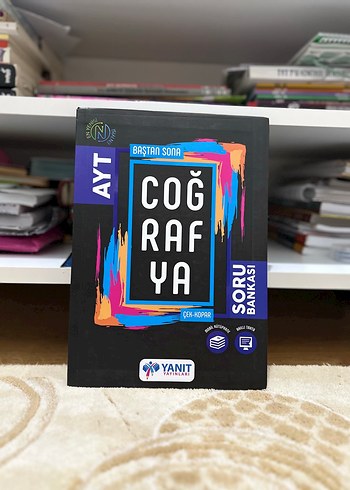 AYT
BAŞTAN SONA
COĞ
RAF
YA
ÇEK-KOPAR
SORU
BANKASI
YANIT
YAYINLARI